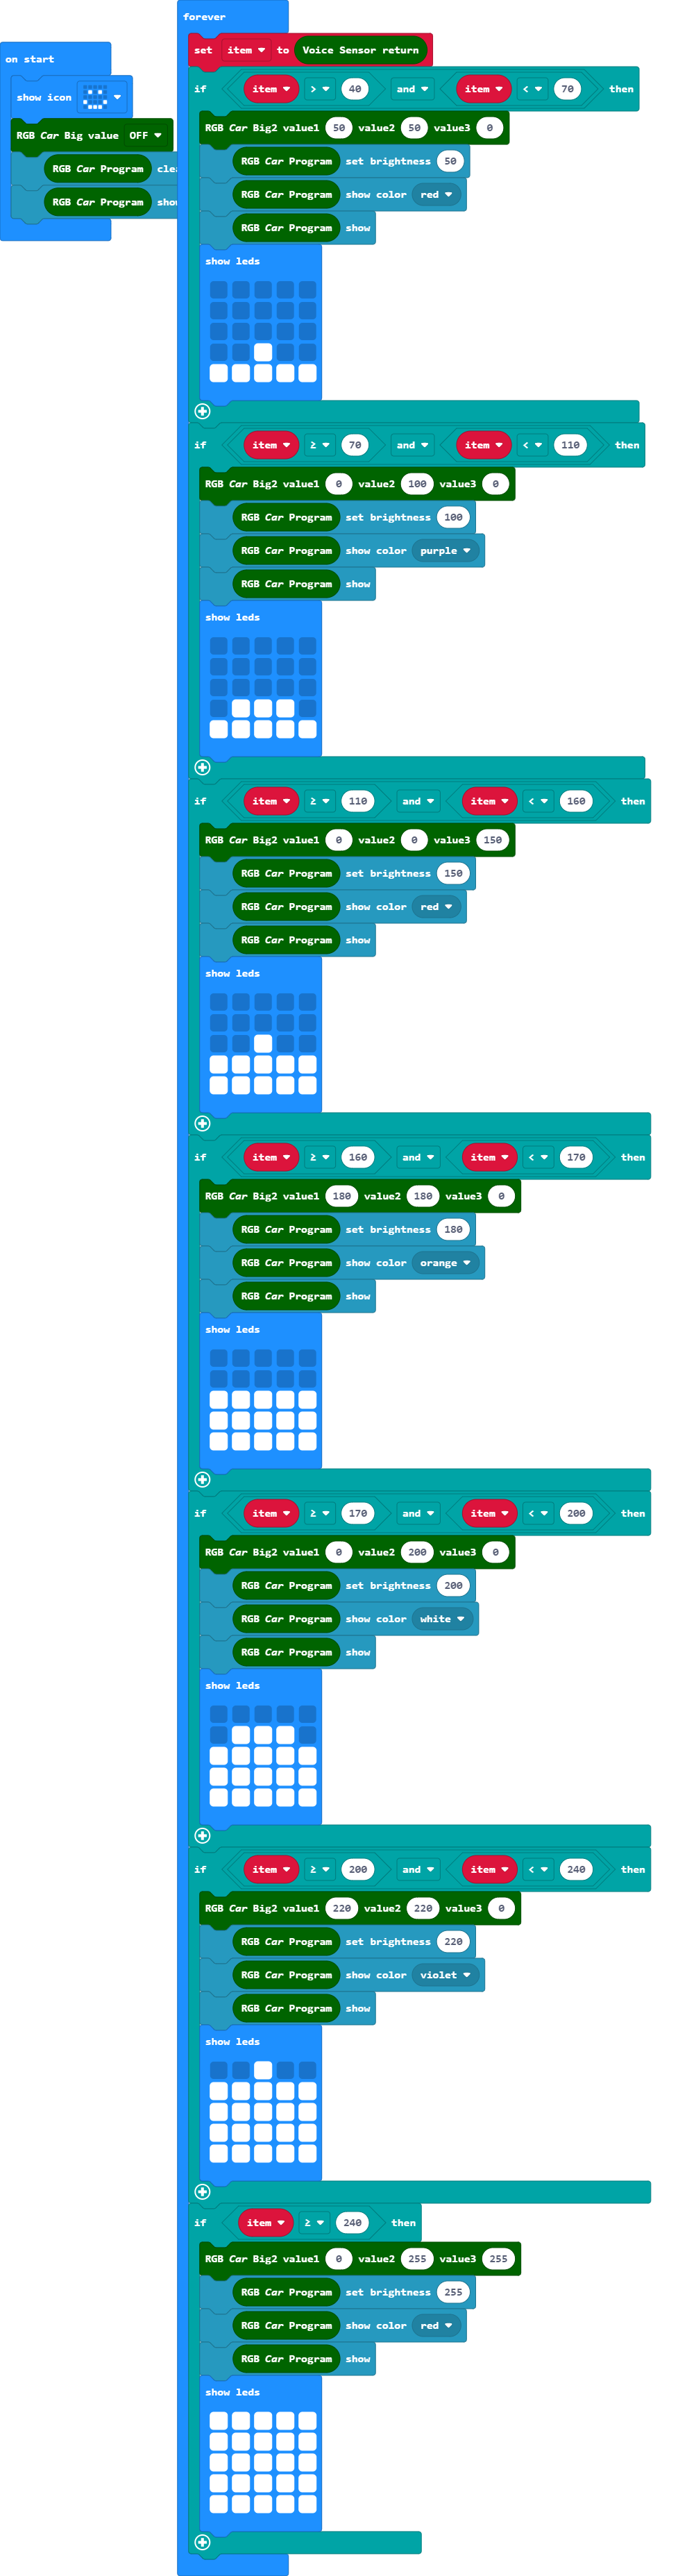 on start
show icon
RGB Car Big value OFF
RGB Car Program
RGB Car Program
forever
set item to Voice Sensor return
if item > 40 and item < 70 then
RGB Car Big2 value1 50 value2 50 value3 0
RGB Car Program set brightness 50
RGB Car Program show color red
RGB Car Program show
show leds
if item ≥ 70 and item < 110 then
RGB Car Big2 value1 0 value2 100 value3 0
RGB Car Program set brightness 100
RGB Car Program show color purple
RGB Car Program show
show leds
if item ≥ 110 and item < 160 then
RGB Car Big2 value1 0 value2 0 value3 150
RGB Car Program set brightness 150
RGB Car Program show color red
RGB Car Program show
show leds
if item ≥ 160 and item < 170 then
RGB Car Big2 value1 180 value2 180 value3 0
RGB Car Program set brightness 180
RGB Car Program show color orange
RGB Car Program show
show leds
if item ≥ 170 and item < 200 then
RGB Car Big2 value1 0 value2 200 value3 0
RGB Car Program set brightness 200
RGB Car Program show color white
RGB Car Program show
show leds
if item ≥ 200 and item < 240 then
RGB Car Big2 value1 220 value2 220 value3 0
RGB Car Program set brightness 220
RGB Car Program show color violet
RGB Car Program show
show leds
if item ≥ 240 then
RGB Car Big2 value1 0 value2 255 value3 255
RGB Car Program set brightness 255
RGB Car Program show color red
RGB Car Program show
show leds